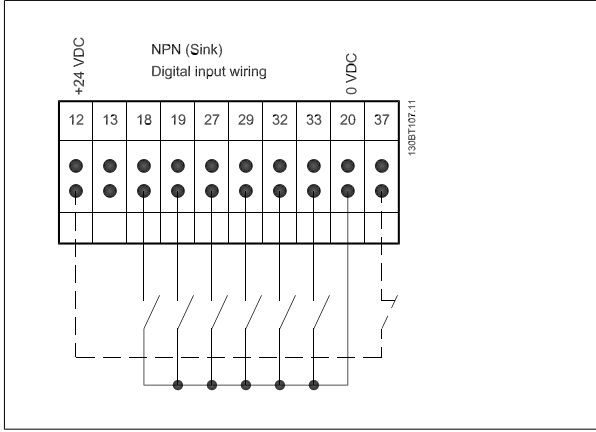 +24 VDC
NPN (Sink)
Digital input wiring
0 VDC
12 13 18 19 27 29 32 33 20 37
130BT107.11